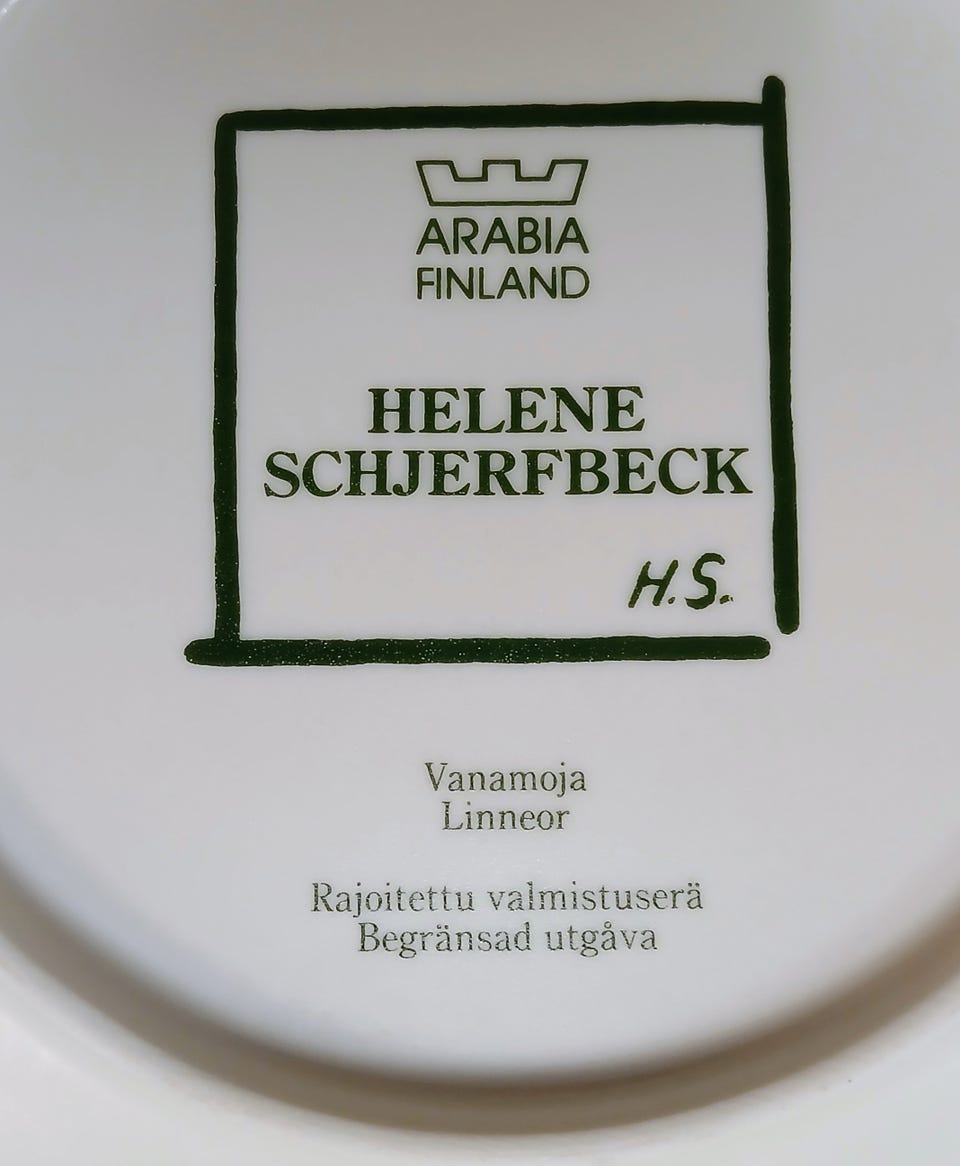 ARABIA
FINLAND
HELENE
SCHJERFBECK
H.S.
Vanamoja
Linneor
Rajoitettu valmistuserä
Begränsad utgåva